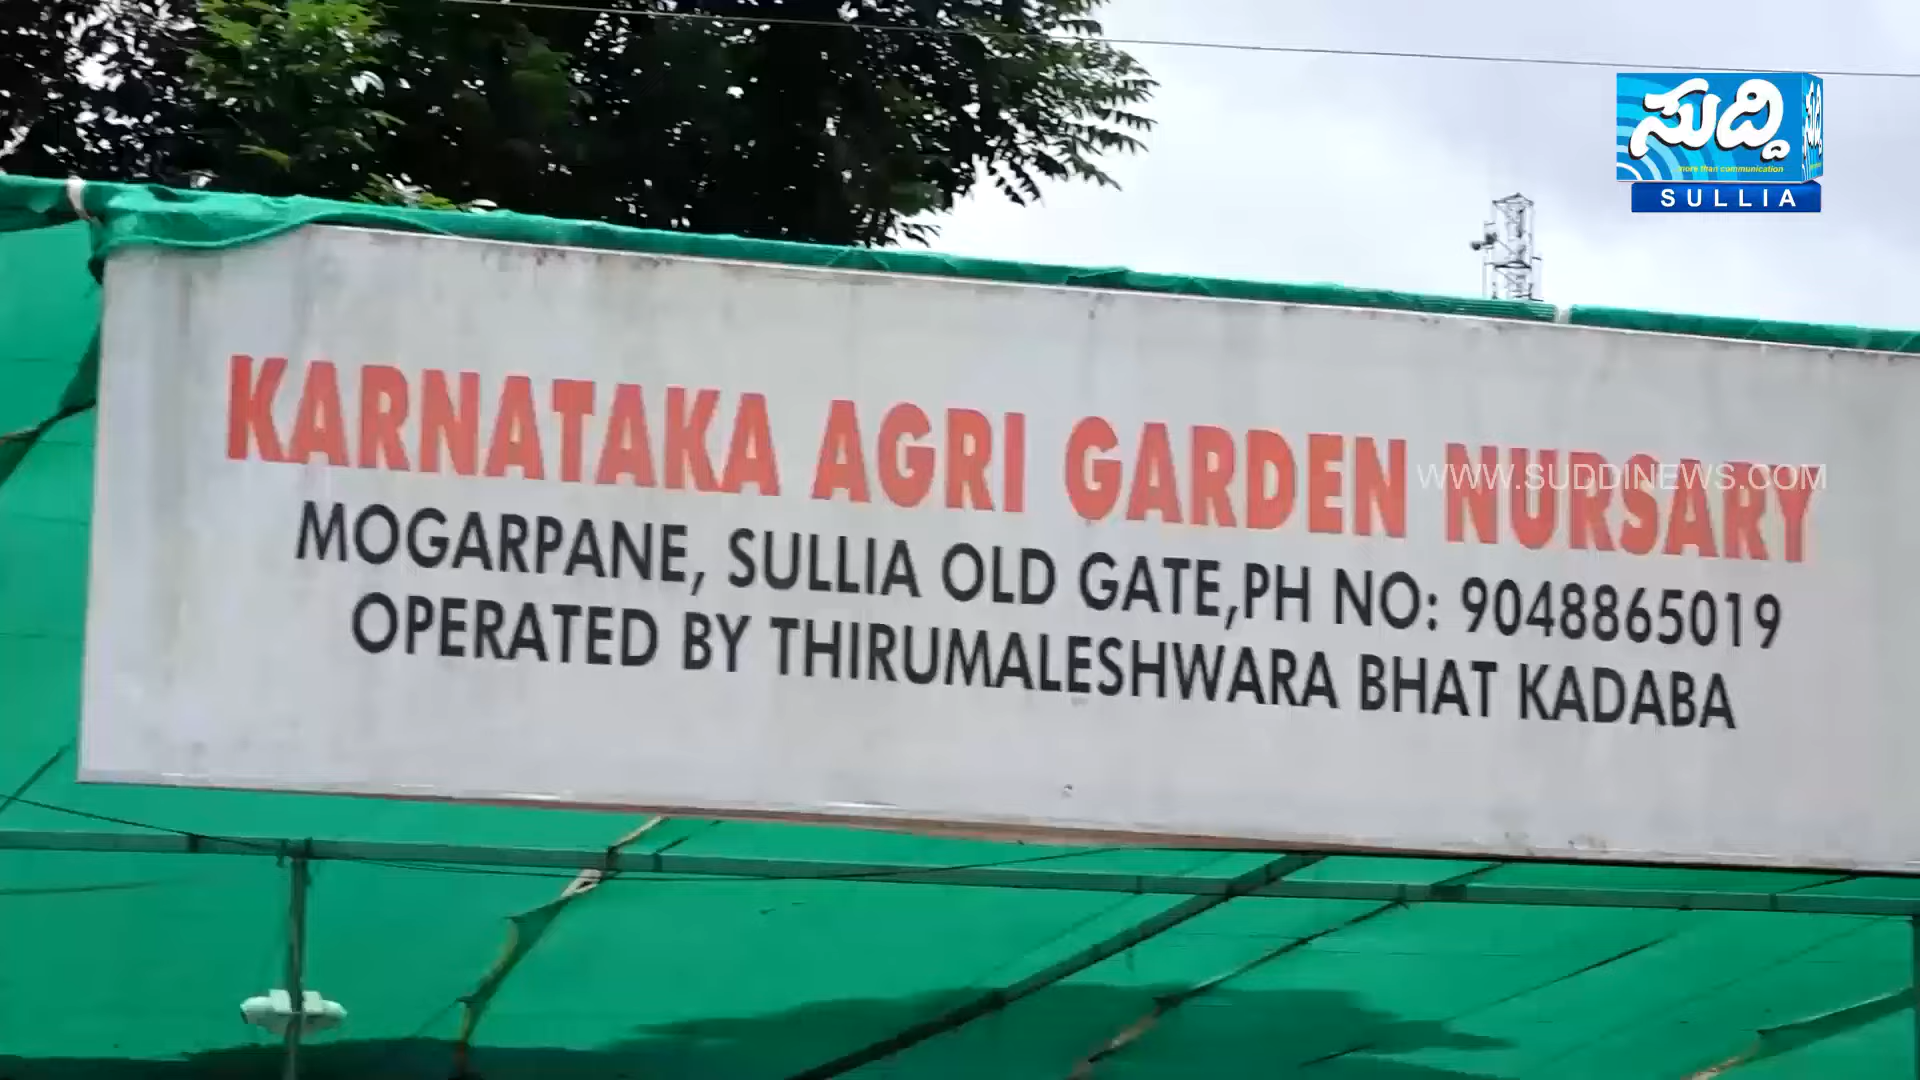 ಸುದ್ದಿ
more than communication
SULLIA
KARNATAKA AGRI GARDEN NURSARY
WWW.SUDDINEWS.COM
MOGARPANE, SULLIA OLD GATE,PH NO: 9048865019
OPERATED BY THIRUMALESHWARA BHAT KADABA